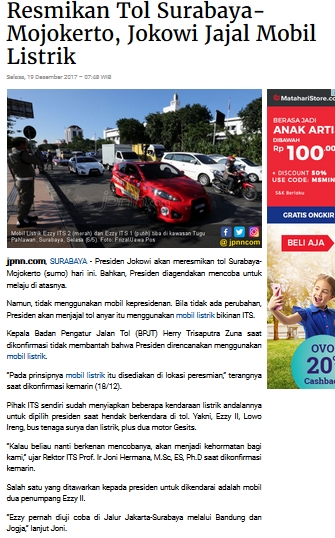 Resmikan Tol Surabaya-
Mojokerto, Jokowi Jajal Mobil
Listrik
Selasa, 19 Desember 2017 – 07:48 WIB
Mobil Listrik Ezzy ITS 2 (merah) dan Ezzy ITS 1 (putih) tiba di kawasan Tugu
Pahlawan, Surabaya, Selasa (5/5). Foto: Frizal/Jawa Pos
@ jpnncom
jpnn.com, SURABAYA - Presiden Jokowi akan meresmikan tol Surabaya-
Mojokerto (sumo) hari ini. Bahkan, Presiden diagendakan mencoba untuk
melaju di atasnya.
Namun, tidak menggunakan mobil kepresidenan. Bila tidak ada perubahan,
Presiden akan menjajal tol anyar itu menggunakan mobil listrik bikinan ITS.
Kepala Badan Pengatur Jalan Tol (BPJT) Herry Trisaputra Zuna saat
dikonfirmasi tidak membantah bahwa Presiden direncanakan menggunakan
mobil listrik.
"Pada prinsipnya mobil listrik itu disediakan di lokasi peresmian," terangnya
saat dikonfirmasi kemarin (18/12).
Pihak ITS sendiri sudah menyiapkan beberapa kendaraan listrik andalannya
untuk dipilih presiden saat hendak berkendara di tol. Yakni, Ezzy II, Lowo
Ireng, bus tenaga surya dan listrik, plus dua motor Gesits.
"Kalau beliau nanti berkenan mencobanya, akan menjadi kehormatan bagi
kami," ujar Rektor ITS Prof. Ir Joni Hermana, M.Sc, ES, Ph.D saat dikonfirmasi
kemarin.
Salah satu yang ditawarkan kepada presiden untuk dikendarai adalah mobil
dua penumpang Ezzy II.
"Ezzy pernah diuji coba di Jalur Jakarta-Surabaya melalui Bandung dan
Jogja," lanjut Joni.
MatahariStore.co
BERASA JADI
ANAK ARTI
DIBAWAH
Rp 100.00
+ DISCOUNT 50%
USE CODE: MSMIN
S&K Berlaku
GRATIS ONGKIR
BELI AJA
OVO
20%
Cashback